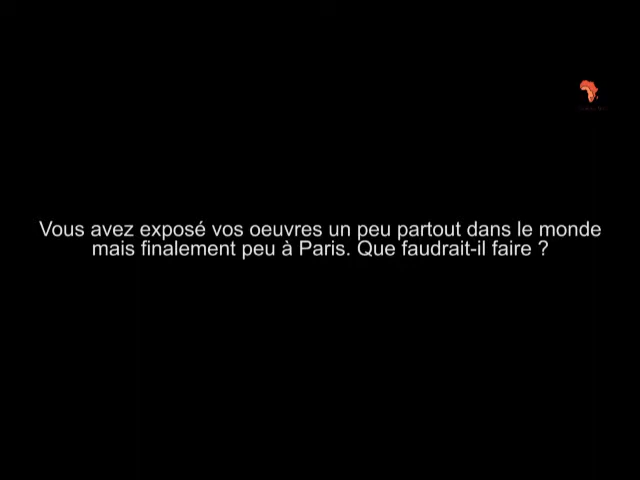 Vous avez exposé vos oeuvres un peu partout dans le monde
mais finalement peu à Paris. Que faudrait-il faire ?